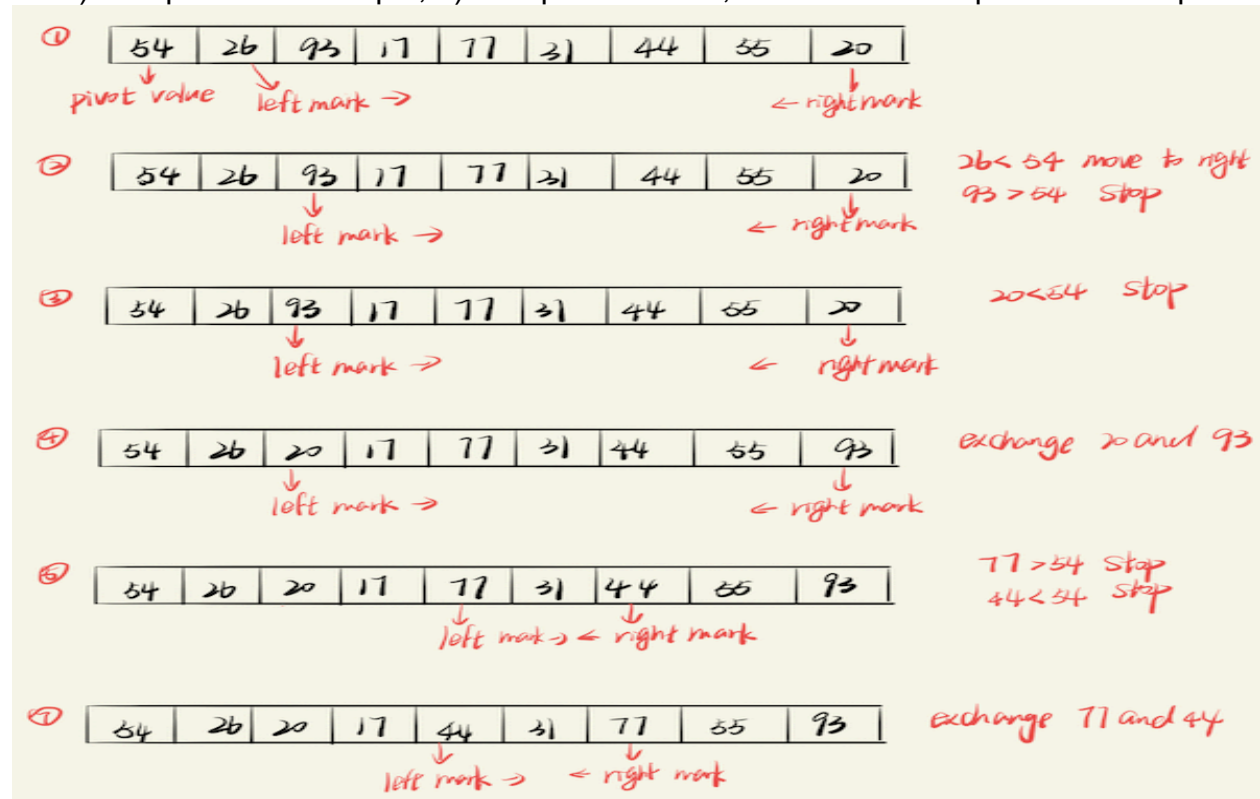 ① 54 26 93 17 77 31 44 55 20
pivot value left mark → ← right mark
② 54 26 93 17 77 31 44 55 20 26 < 54 move to right
93 > 54 stop
left mark → ← right mark
③ 54 26 93 17 77 31 44 55 20 20 < 54 stop
left mark → ← right mark
④ 54 26 20 17 77 31 44 55 93 exchange 20 and 93
left mark → ← right mark
⑤ 54 26 20 17 77 31 44 55 93 77 > 54 stop
44 < 54 stop
left mark → ← right mark
⑦ 54 26 20 17 44 31 77 55 93 exchange 77 and 44
left mark → ← right mark